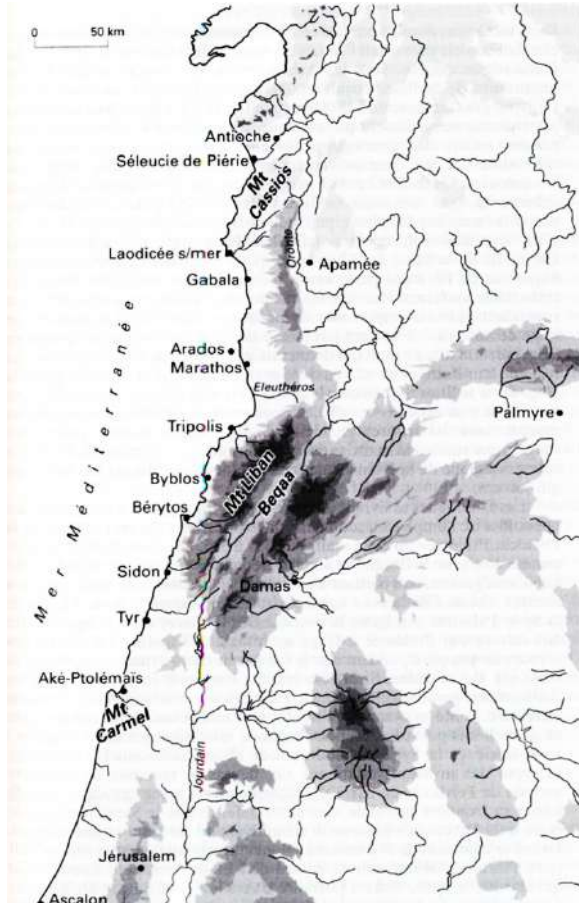 0
50 km
Antioche
Séleucie de Piérie
Mt
Cassios
Laodicée s/mer
Oronte
Apamée
Gabala
Mer Méditerranée
Arados
Marathos
Eleuthéros
Palmyre
Tripolis
Mt Liban
Byblos
Beqaa
Bérytos
Sidon
Damas
Tyr
Aké-Ptolémaïs
Mt
Carmel
Jourdain
Jérusalem
Ascalon